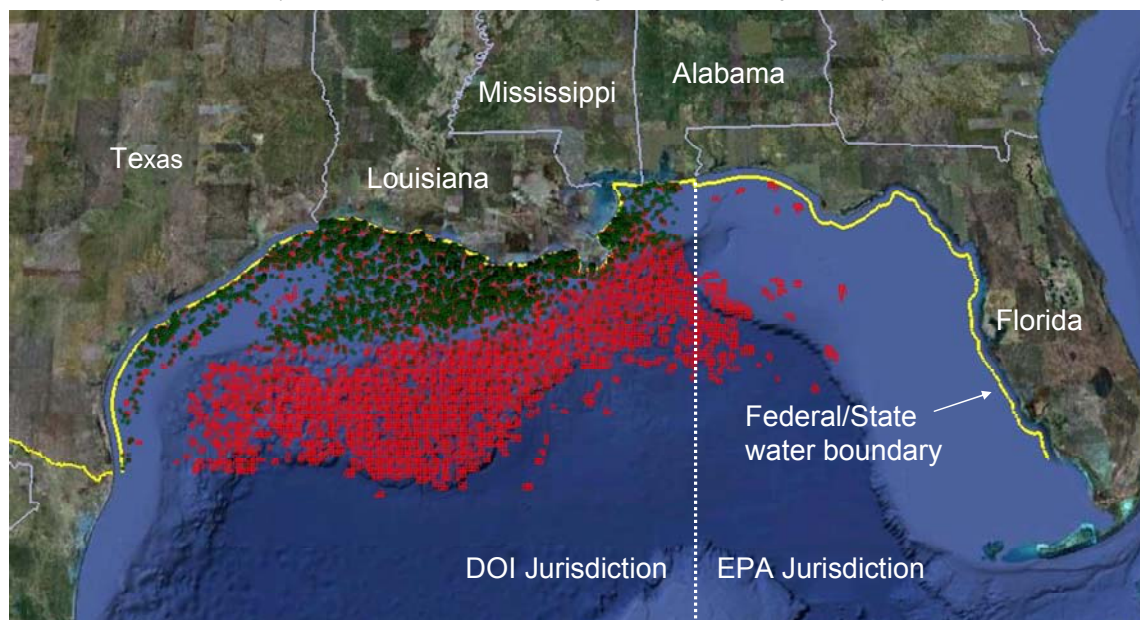 Mississippi
Alabama
Texas
Louisiana
Florida
Federal/State
water boundary
DOI Jurisdiction
EPA Jurisdiction